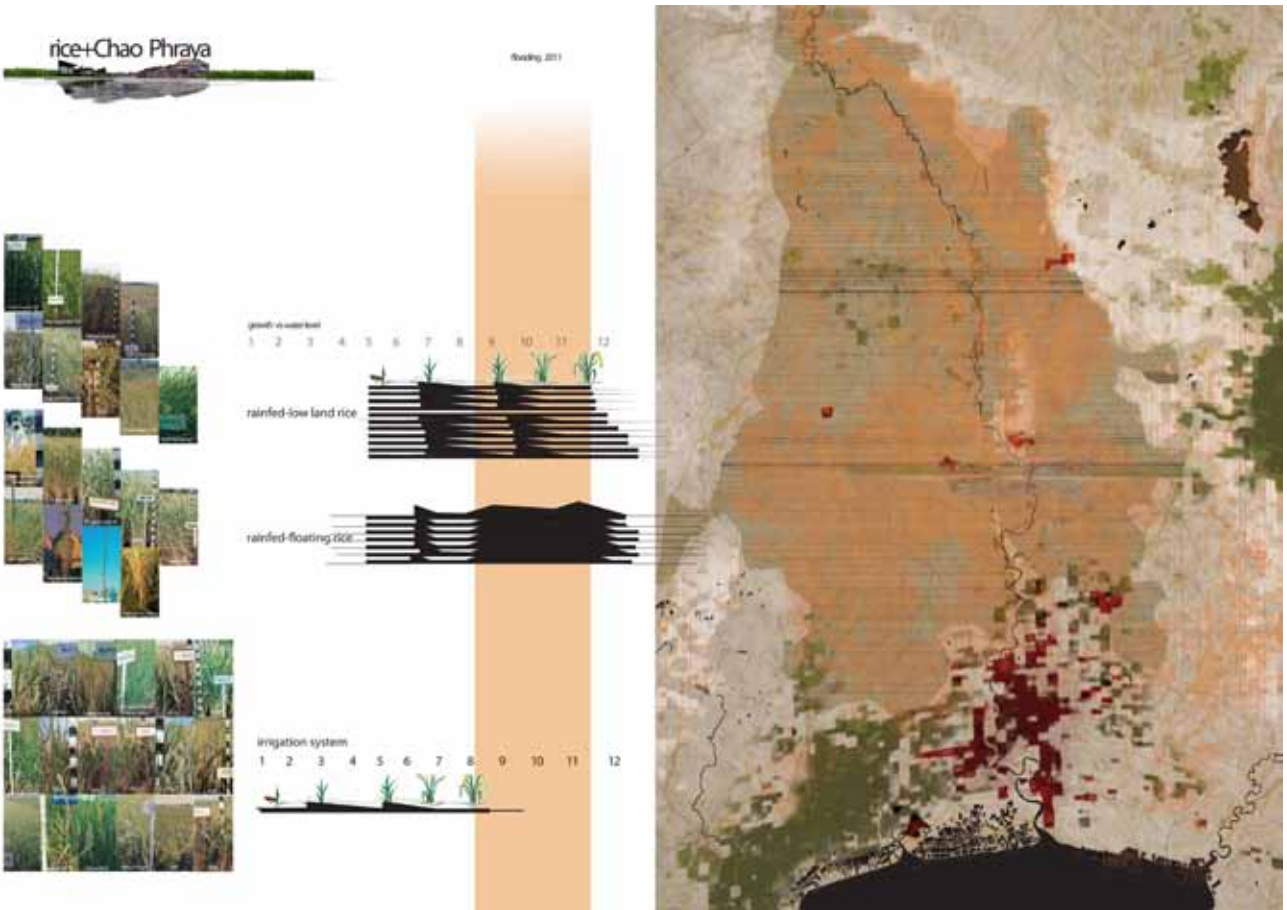 rice+Chao Phraya
flooding 2011
growth vs water level
1 2 3 4 5 6 7 8 9 10 11 12
rainfed-low land rice
rainfed-floating rice
irrigation system
1 2 3 4 5 6 7 8 9 10 11 12